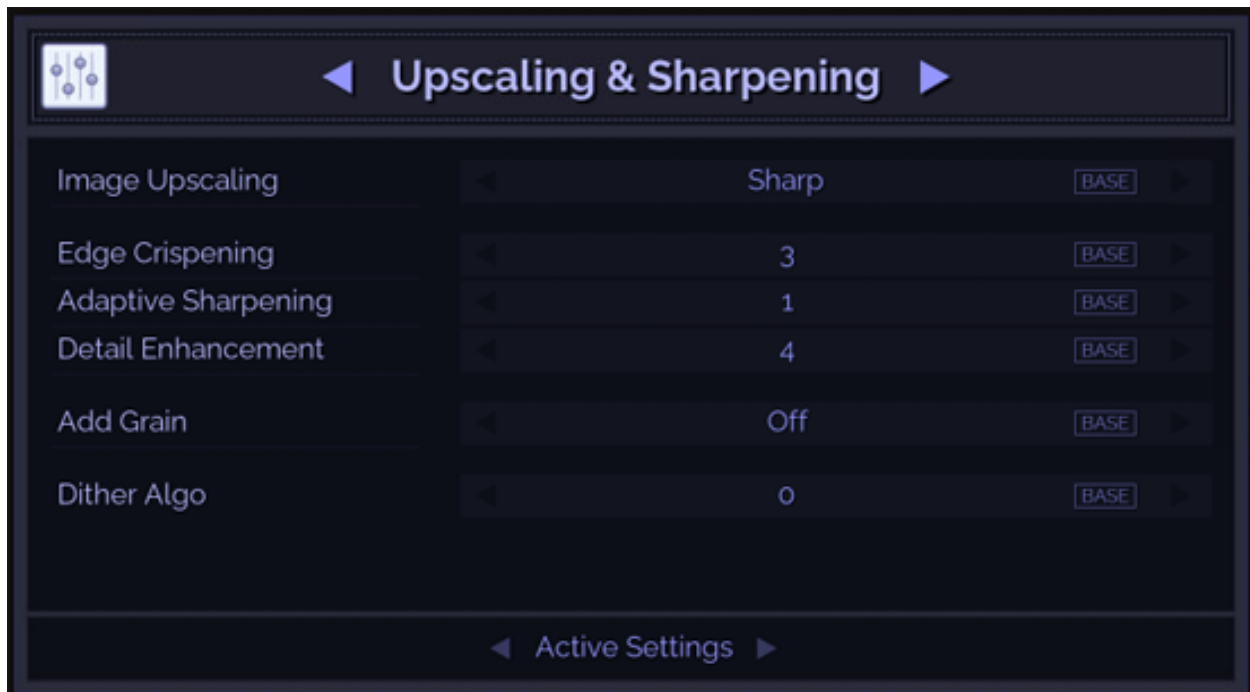 Upscaling & Sharpening
Image Upscaling Sharp BASE
Edge Crispening 3 BASE
Adaptive Sharpening 1 BASE
Detail Enhancement 4 BASE
Add Grain Off BASE
Dither Algo 0 BASE
Active Settings